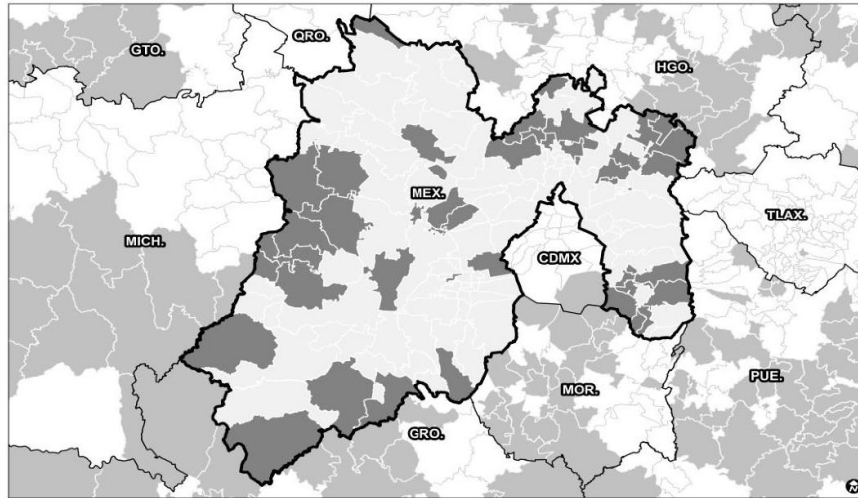 QRO.
GTO.
HGO.
MEX.
TLAX.
MICH.
CDMX
PUE.
MOR.
GRO.